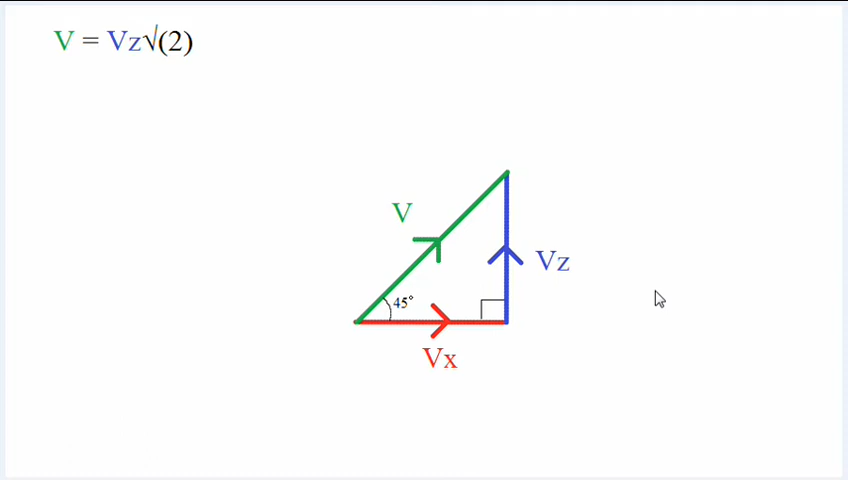 V = Vz√(2)
V
Vz
45°
Vx